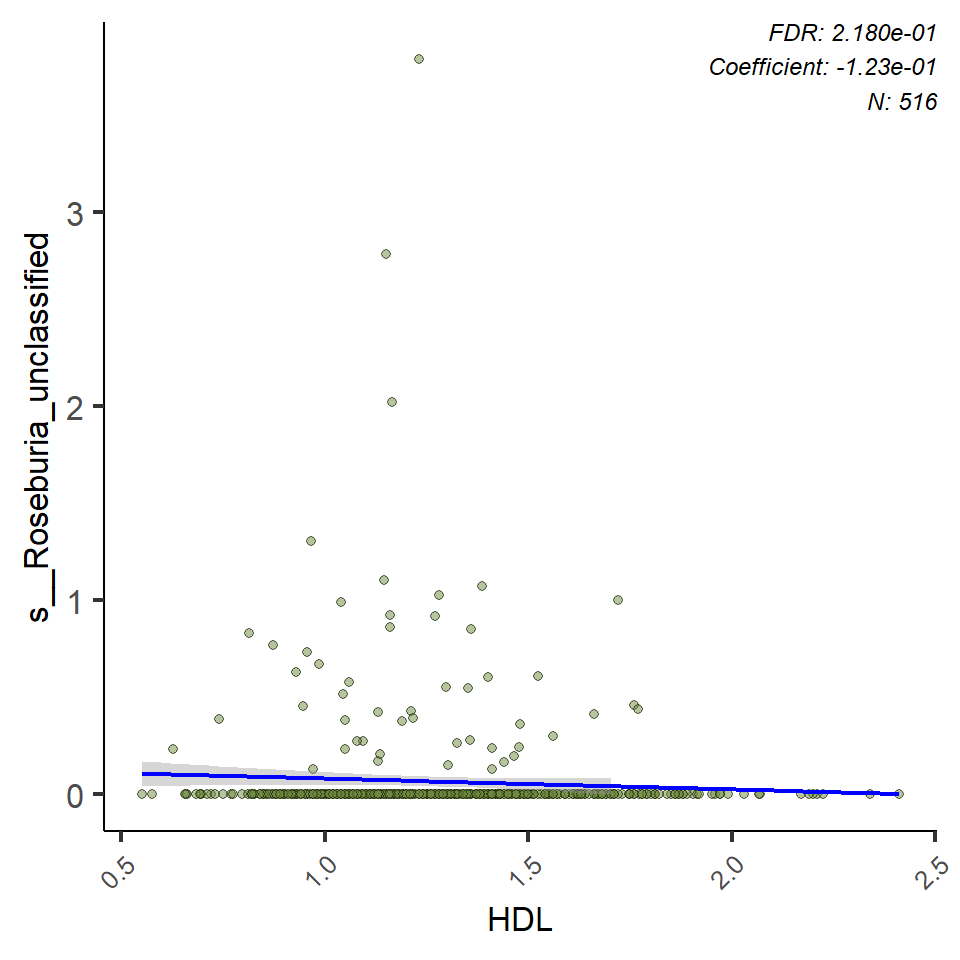 FDR: 2.180e-01
Coefficient: -1.23e-01
N: 516
s__Roseburia_unclassified
3
2
1
0
0.5 1.0 1.5 2.0 2.5
HDL